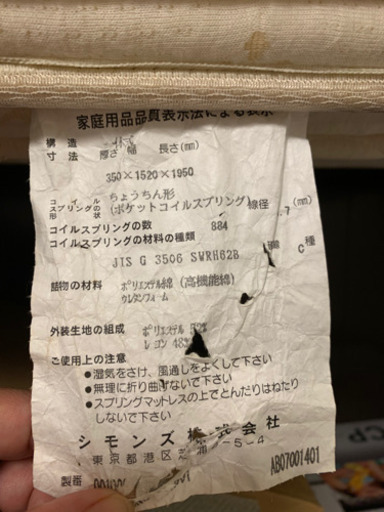 家庭用品品質表示法による表示
構造
寸法 厚さ 幅 長さ(mm)
350×1520×1950
コイルスプリングの形状 ちょうちん形 (ポケットコイルスプリング) 線径 .7(mm)
コイルスプリングの数 884
コイルスプリングの材料の種類
JIS G 3506 SWRH62B C種
詰物の材料 ポリエステル綿(高機能綿)
ウレタンフォーム
外装生地の組成 ポリエステル
レーヨン 48%
ご使用上の注意
●湿気をさけ、風通しをよくして下さい
●無理に折り曲げないで下さい
●スプリングマットレスの上でとんだりはねたり
しないで下さい
シモンズ株式会社
東京都港区芝浦 -5-4
製番
AB07001401
CP